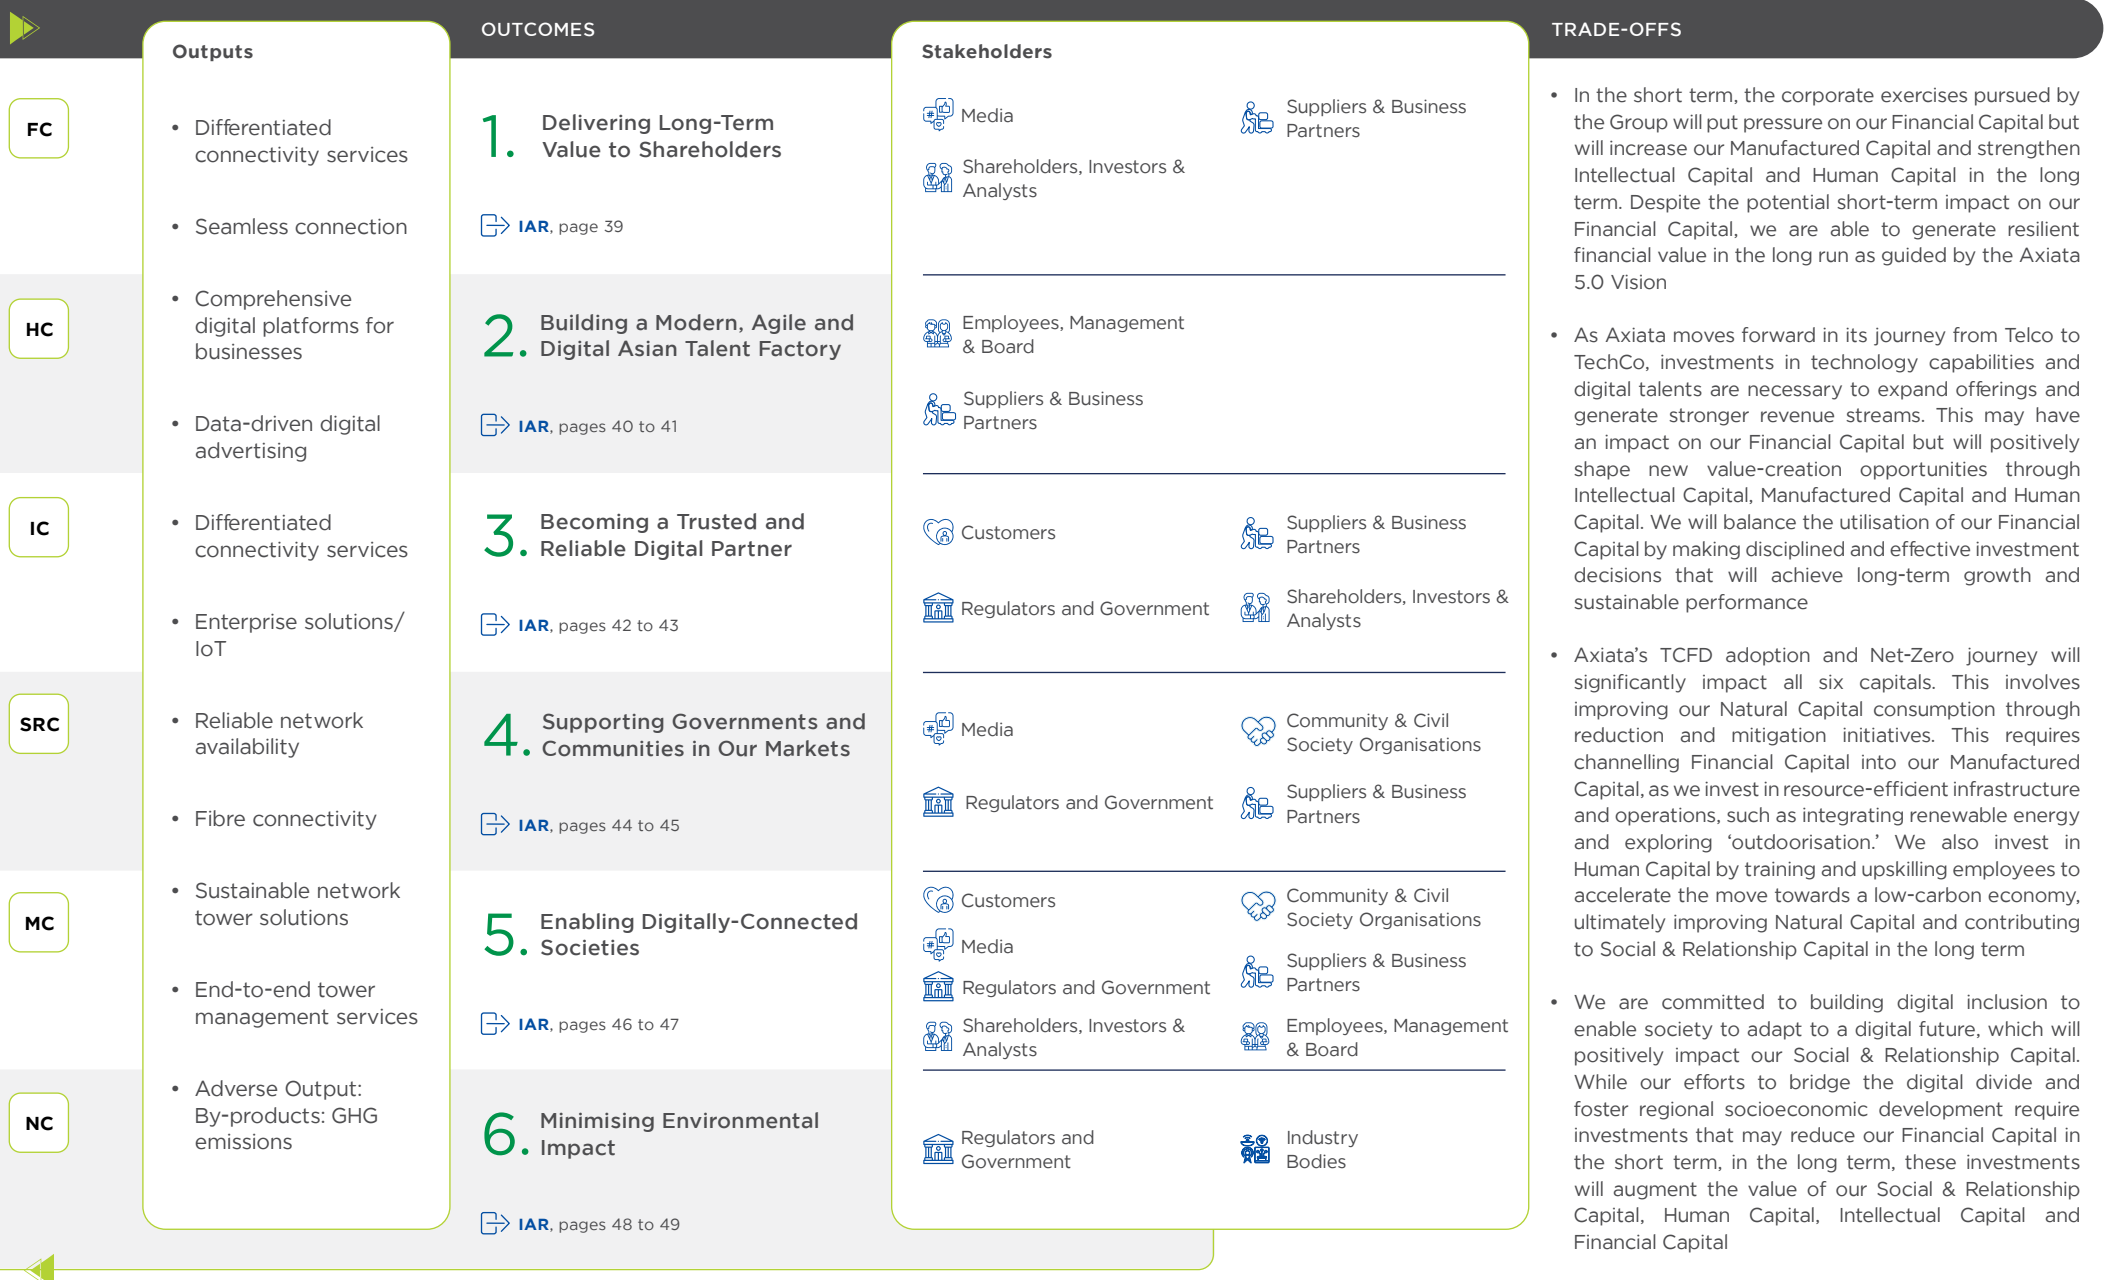 OUTCOMES
TRADE-OFFS
Outputs
Stakeholders
FC
HC
IC
SRC
MC
NC
• Differentiated
connectivity services
• Seamless connection
• Comprehensive
digital platforms for
businesses
• Data-driven digital
advertising
• Differentiated
connectivity services
• Enterprise solutions/
IoT
• Reliable network
availability
• Fibre connectivity
• Sustainable network
tower solutions
• End-to-end tower
management services
• Adverse Output:
By-products: GHG
emissions
1. Delivering Long-Term
Value to Shareholders
IAR, page 39
2. Building a Modern, Agile and
Digital Asian Talent Factory
IAR, pages 40 to 41
3. Becoming a Trusted and
Reliable Digital Partner
IAR, pages 42 to 43
4. Supporting Governments and
Communities in Our Markets
IAR, pages 44 to 45
5. Enabling Digitally-Connected
Societies
IAR, pages 46 to 47
6. Minimising Environmental
Impact
IAR, pages 48 to 49
Media
Shareholders, Investors &
Analysts
Suppliers & Business
Partners
Employees, Management
& Board
Suppliers & Business
Partners
Customers
Regulators and Government
Suppliers & Business
Partners
Shareholders, Investors &
Analysts
Media
Regulators and Government
Community & Civil
Society Organisations
Suppliers & Business
Partners
Customers
Media
Regulators and Government
Shareholders, Investors &
Analysts
Community & Civil
Society Organisations
Suppliers & Business
Partners
Employees, Management
& Board
Regulators and
Government
Industry
Bodies
• In the short term, the corporate exercises pursued by
the Group will put pressure on our Financial Capital but
will increase our Manufactured Capital and strengthen
Intellectual Capital and Human Capital in the long
term. Despite the potential short-term impact on our
Financial Capital, we are able to generate resilient
financial value in the long run as guided by the Axiata
5.0 Vision
• As Axiata moves forward in its journey from Telco to
TechCo, investments in technology capabilities and
digital talents are necessary to expand offerings and
generate stronger revenue streams. This may have
an impact on our Financial Capital but will positively
shape new value-creation opportunities through
Intellectual Capital, Manufactured Capital and Human
Capital. We will balance the utilisation of our Financial
Capital by making disciplined and effective investment
decisions that will achieve long-term growth and
sustainable performance
• Axiata’s TCFD adoption and Net-Zero journey will
significantly impact all six capitals. This involves
improving our Natural Capital consumption through
reduction and mitigation initiatives. This requires
channelling Financial Capital into our Manufactured
Capital, as we invest in resource-efficient infrastructure
and operations, such as integrating renewable energy
and exploring ‘outdoorisation.’ We also invest in
Human Capital by training and upskilling employees to
accelerate the move towards a low-carbon economy,
ultimately improving Natural Capital and contributing
to Social & Relationship Capital in the long term
• We are committed to building digital inclusion to
enable society to adapt to a digital future, which will
positively impact our Social & Relationship Capital.
While our efforts to bridge the digital divide and
foster regional socioeconomic development require
investments that may reduce our Financial Capital in
the short term, in the long term, these investments
will augment the value of our Social & Relationship
Capital, Human Capital, Intellectual Capital and
Financial Capital